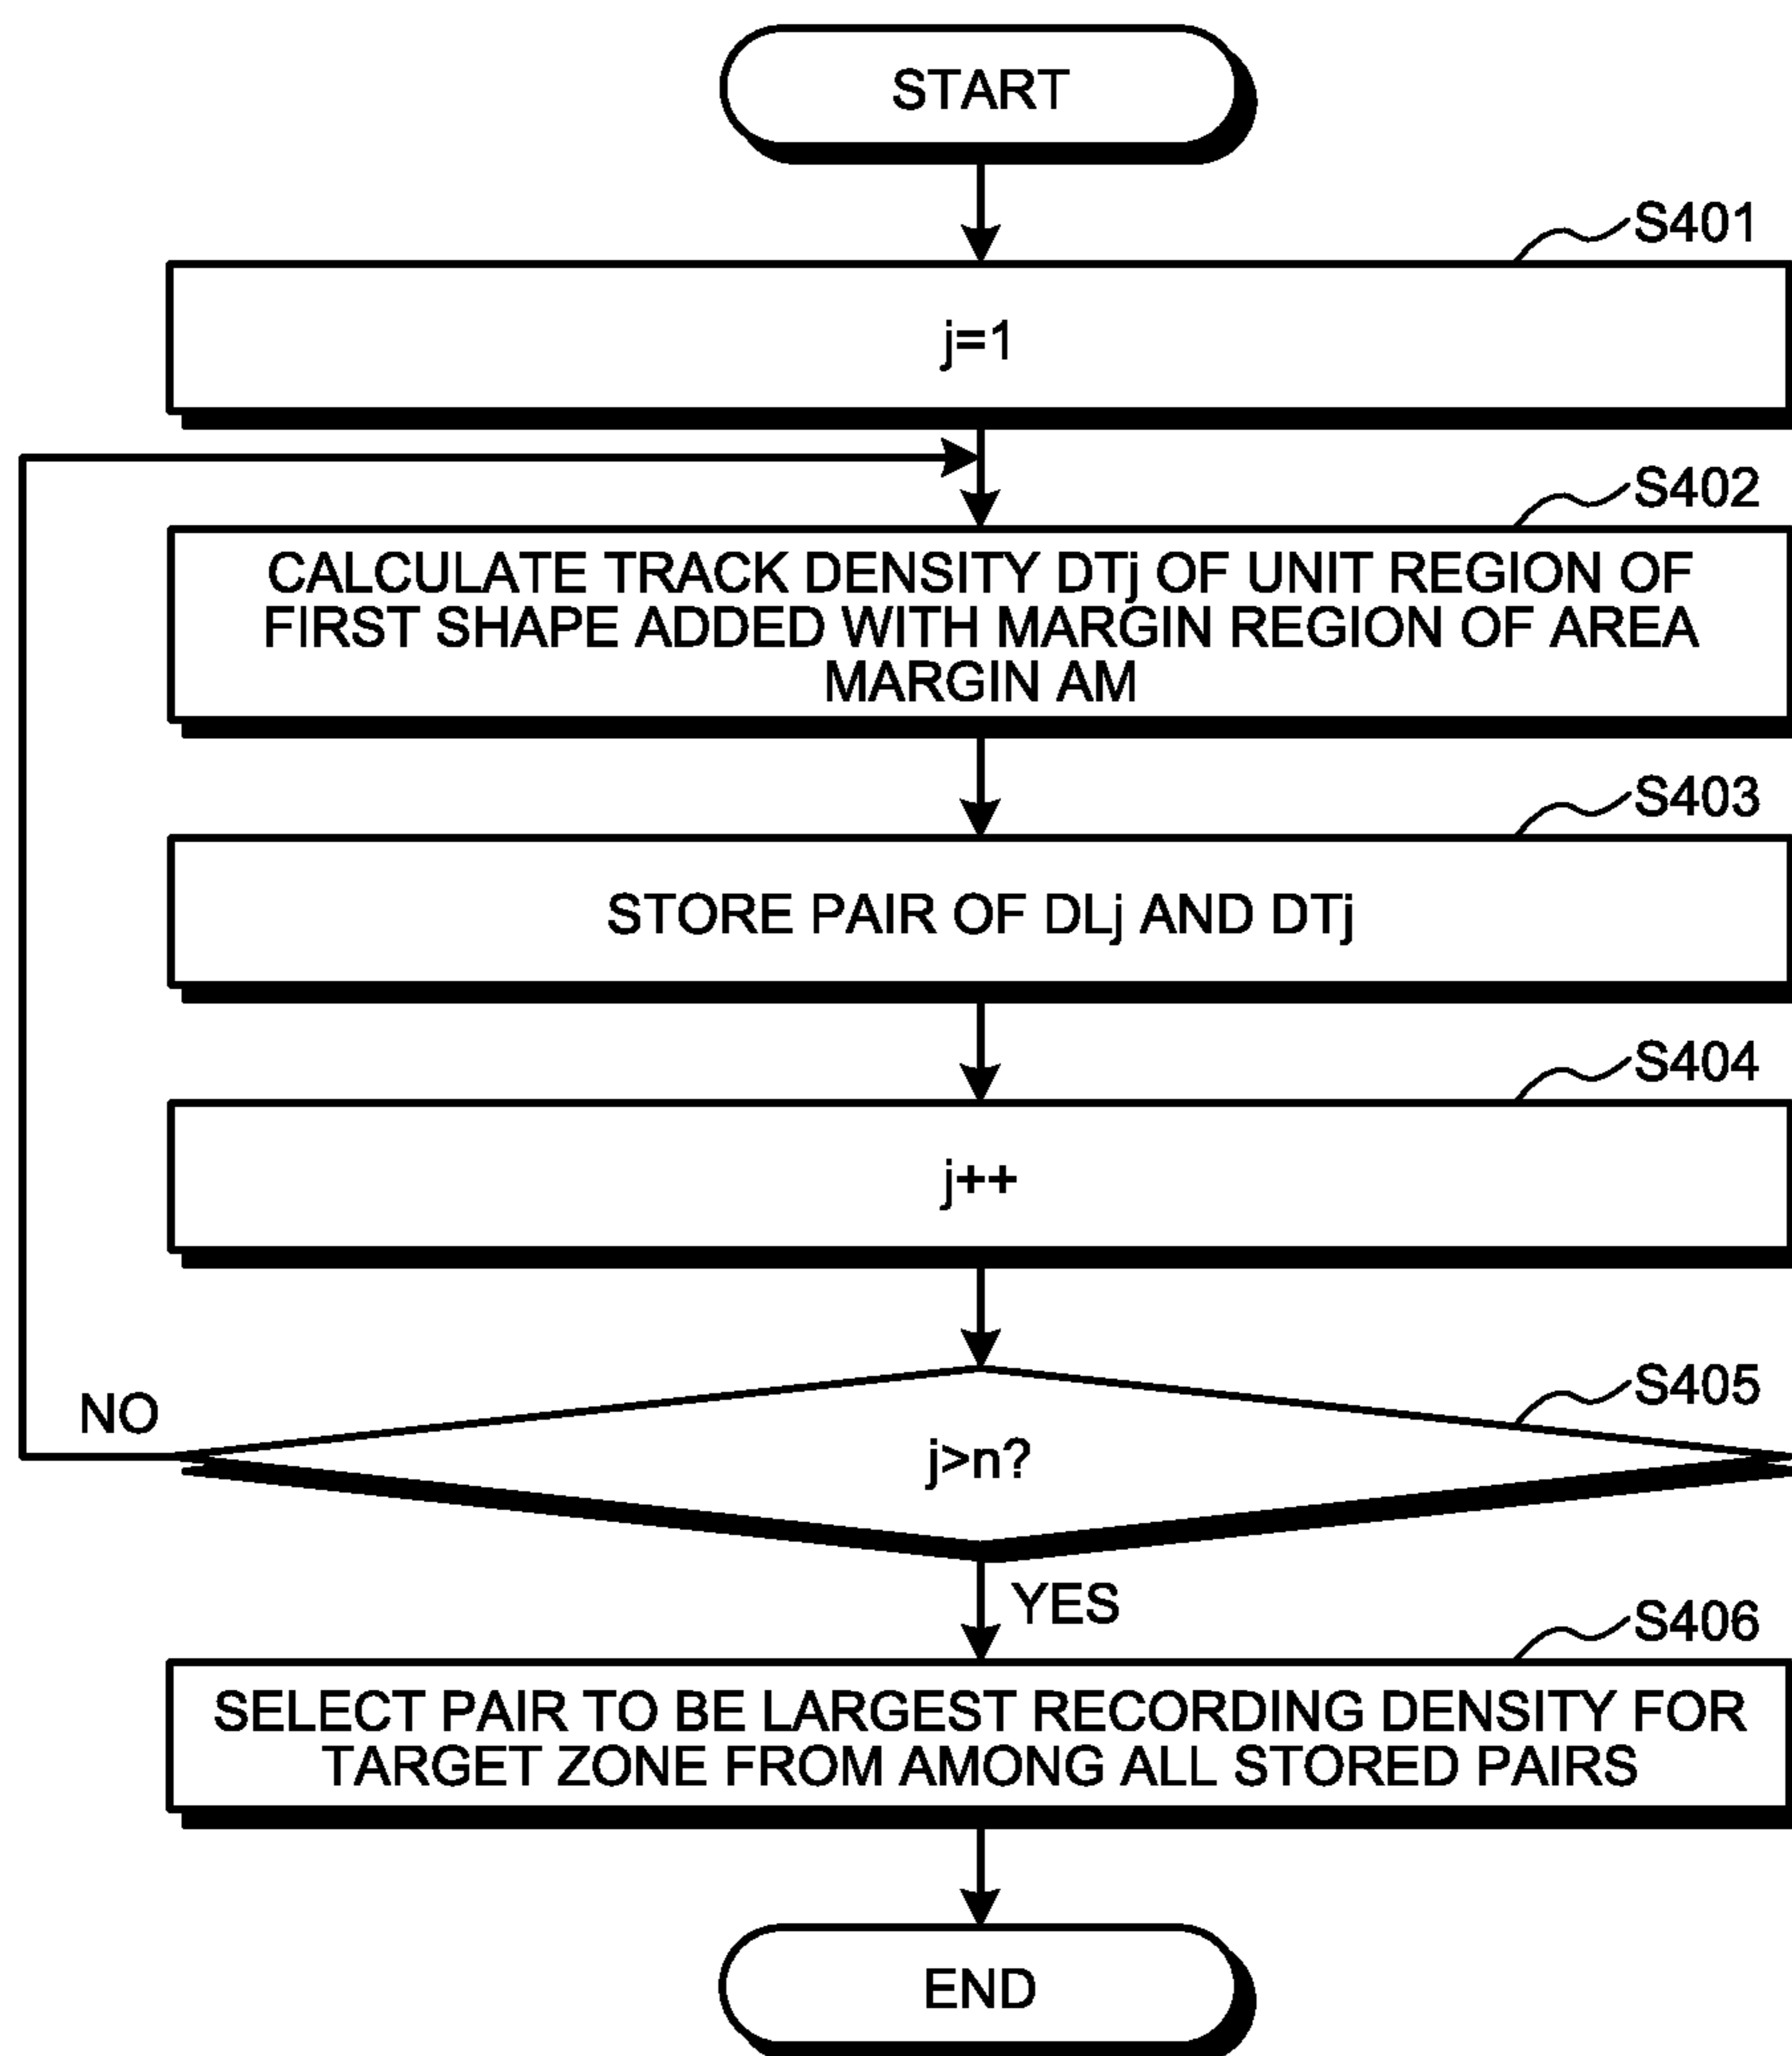 START
S401
j=1
S402
CALCULATE TRACK DENSITY DTj OF UNIT REGION OF
FIRST SHAPE ADDED WITH MARGIN REGION OF AREA
MARGIN AM
S403
STORE PAIR OF DLj AND DTj
S404
j++
S405
NO
j>n?
YES
S406
SELECT PAIR TO BE LARGEST RECORDING DENSITY FOR
TARGET ZONE FROM AMONG ALL STORED PAIRS
END